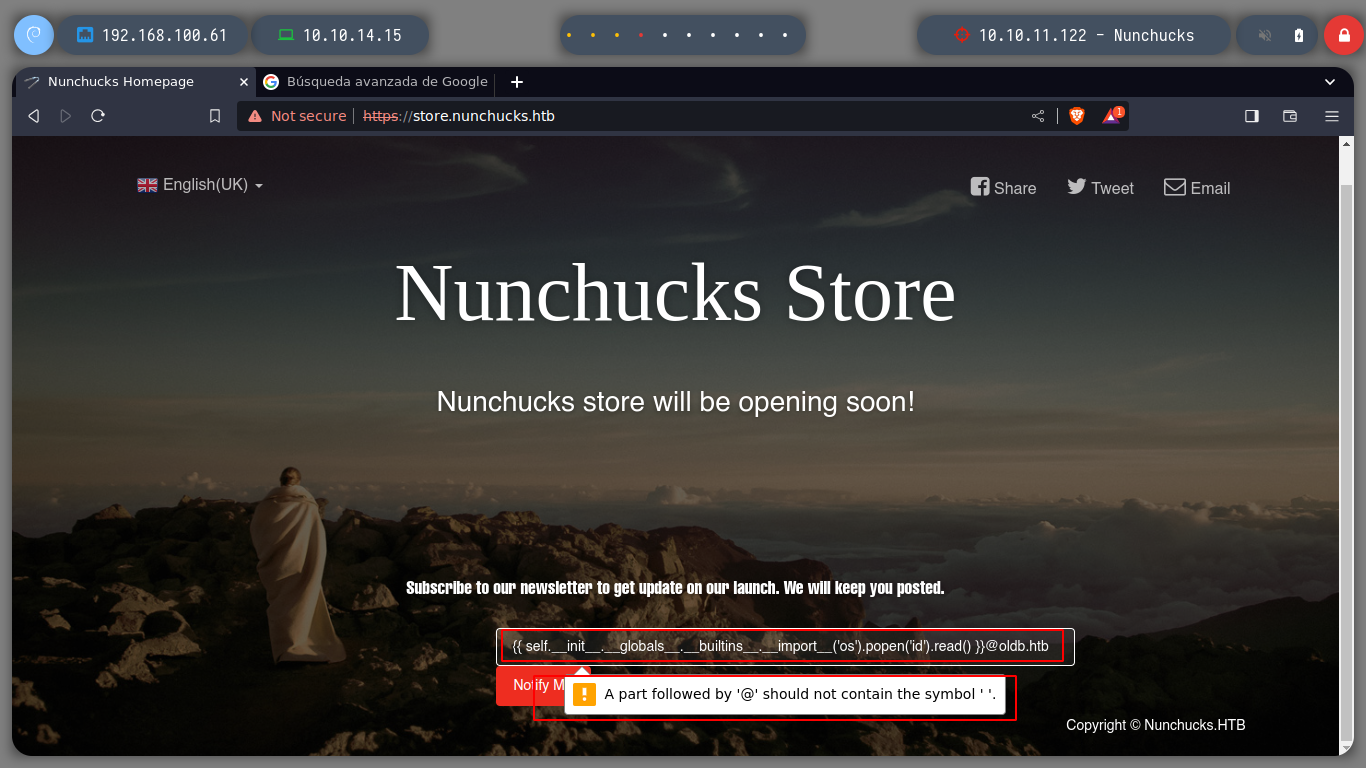 192.168.100.61
10.10.14.15
10.10.11.122 - Nunchucks
Nunchucks Homepage
Búsqueda avanzada de Google
Not secure
https://store.nunchucks.htb
1
English(UK)
Share
Tweet
Email
Nunchucks Store
Nunchucks store will be opening soon!
Subscribe to our newsletter to get update on our launch. We will keep you posted.
{{ self.__init__.__globals__.__builtins__.__import__('os').popen('id').read() }}@oldb.htb
Notify M
A part followed by '@' should not contain the symbol ' '.
Copyright © Nunchucks.HTB